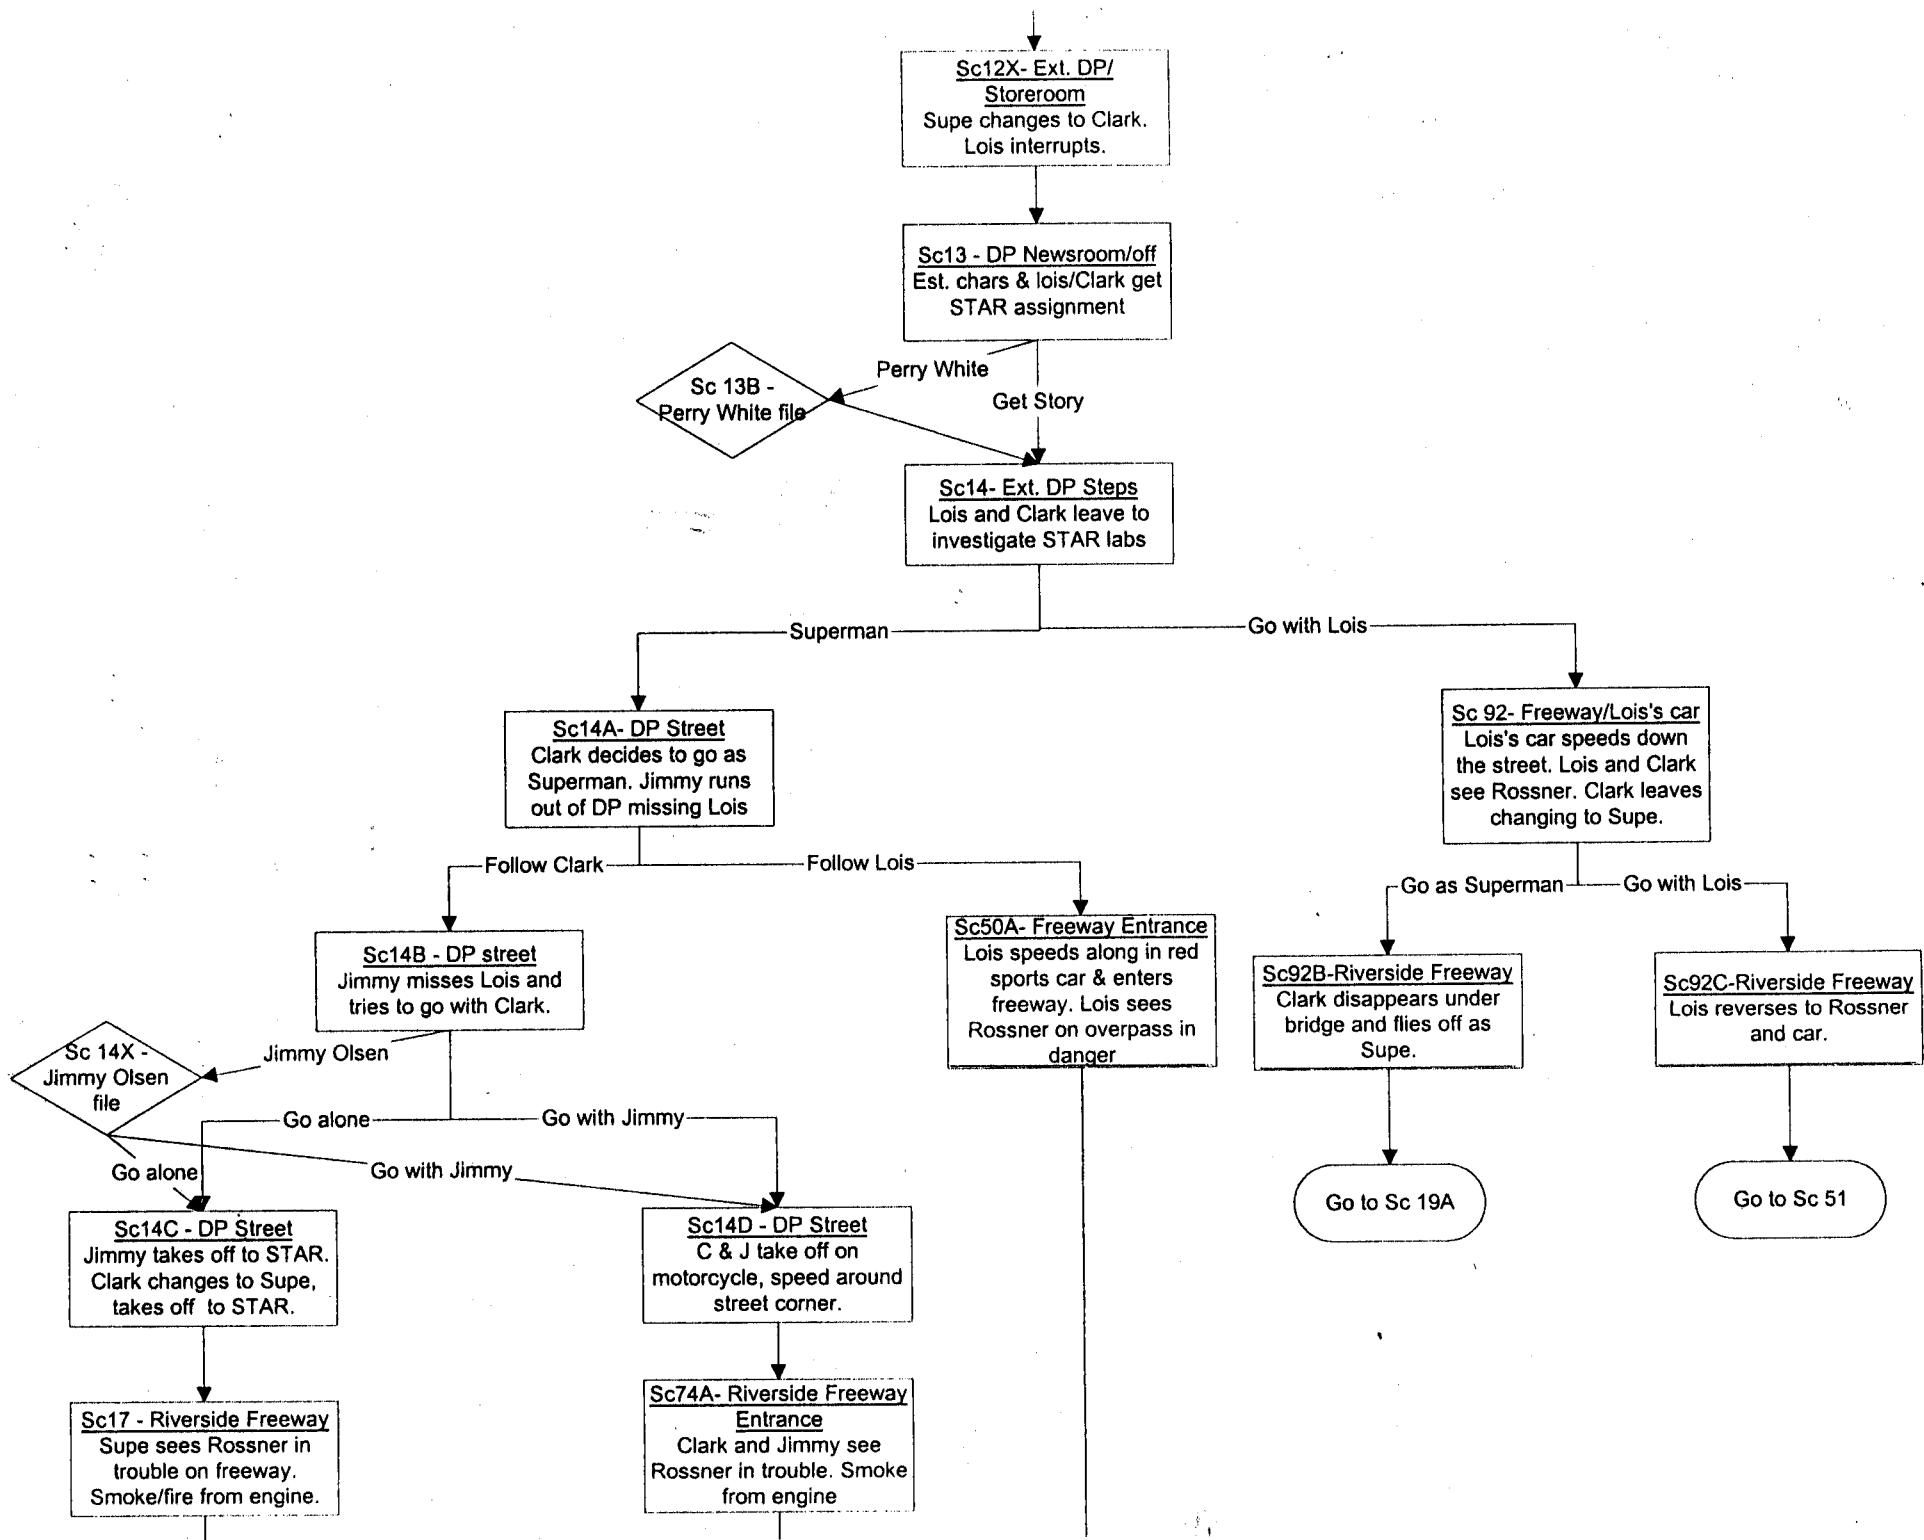 Sc12X- Ext. DP/
Storeroom
Supe changes to Clark.
Lois interrupts.
Sc13 - DP Newsroom/off
Est. chars & lois/Clark get
STAR assignment
Perry White
Get Story
Sc 13B -
Perry White file
Sc14- Ext. DP Steps
Lois and Clark leave to
investigate STAR labs
Superman
Go with Lois
Sc14A- DP Street
Clark decides to go as
Superman. Jimmy runs
out of DP missing Lois
Sc 92- Freeway/Lois's car
Lois's car speeds down
the street. Lois and Clark
see Rossner. Clark leaves
changing to Supe.
Follow Clark
Follow Lois
Go as Superman
Go with Lois
Sc14B - DP street
Jimmy misses Lois and
tries to go with Clark.
Sc50A- Freeway Entrance
Lois speeds along in red
sports car & enters
freeway. Lois sees
Rossner on overpass in
danger
Sc92B-Riverside Freeway
Clark disappears under
bridge and flies off as
Supe.
Sc92C-Riverside Freeway
Lois reverses to Rossner
and car.
Jimmy Olsen
Sc 14X -
Jimmy Olsen
file
Go alone
Go with Jimmy
Go alone
Go with Jimmy
Go to Sc 19A
Go to Sc 51
Sc14C - DP Street
Jimmy takes off to STAR.
Clark changes to Supe,
takes off to STAR.
Sc14D - DP Street
C & J take off on
motorcycle, speed around
street corner.
Sc17 - Riverside Freeway
Supe sees Rossner in
trouble on freeway.
Smoke/fire from engine.
Sc74A- Riverside Freeway
Entrance
Clark and Jimmy see
Rossner in trouble. Smoke
from engine